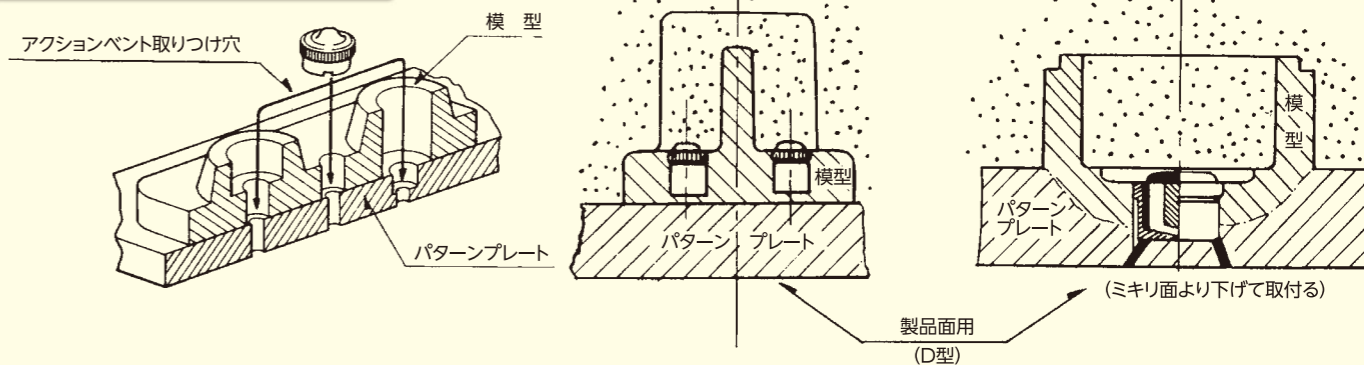 アクションベント取りつけ穴
模 型
パターンプレート
模型
パターン プレート
模
型
パターン
プレート
(ミキリ面より下げて取付る)
製品面用
(D型)